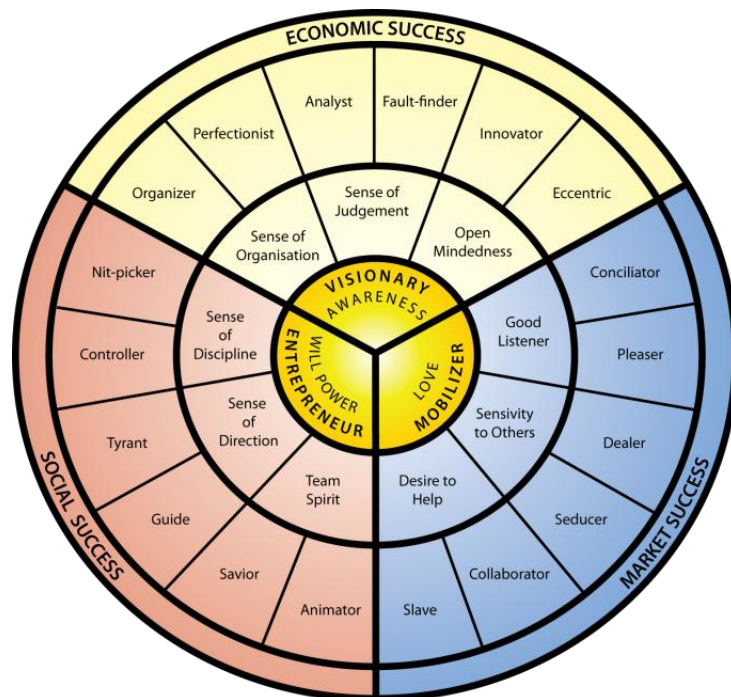 ECONOMIC SUCCESS
Analyst
Fault-finder
Perfectionist
Innovator
Organizer
Eccentric
Sense of
Judgement
Sense of
Organisation
Open
Mindedness
VISIONARY
AWARENESS
ENTREPRENEUR
WILL POWER
LOVE
MOBILIZER
Nit-picker
Controller
Tyrant
Guide
Savior
Animator
Sense
of
Discipline
Sense
of
Direction
Team
Spirit
SOCIAL SUCCESS
Good
Listener
Sensivity
to Others
Desire to
Help
Conciliator
Pleaser
Dealer
Seducer
Collaborator
Slave
MARKET SUCCESS